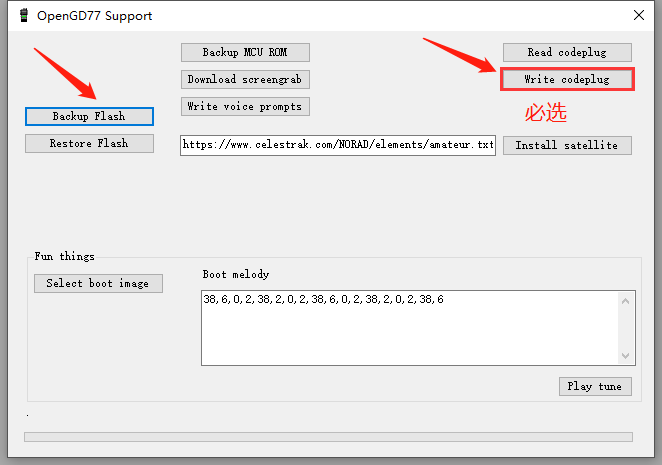 OpenGD77 Support
Backup MCU ROM
Read codeplug
Download screengrab
Write codeplug
Write voice prompts
Backup Flash
必选
Restore Flash
https://www.celestrak.com/NORAD/elements/amateur.txt
Install satellite
Fun things
Select boot image
Boot melody
38,6,0,2,38,2,0,2,38,6,0,2,38,2,0,2,38,6
Play tune
.